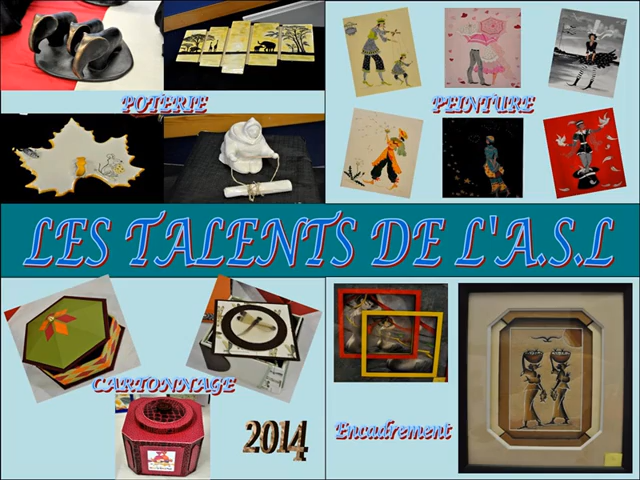 POTERIE
PEINTURE
LES TALENTS DE L'A.S.L
CARTONNAGE
2014
Encadrement